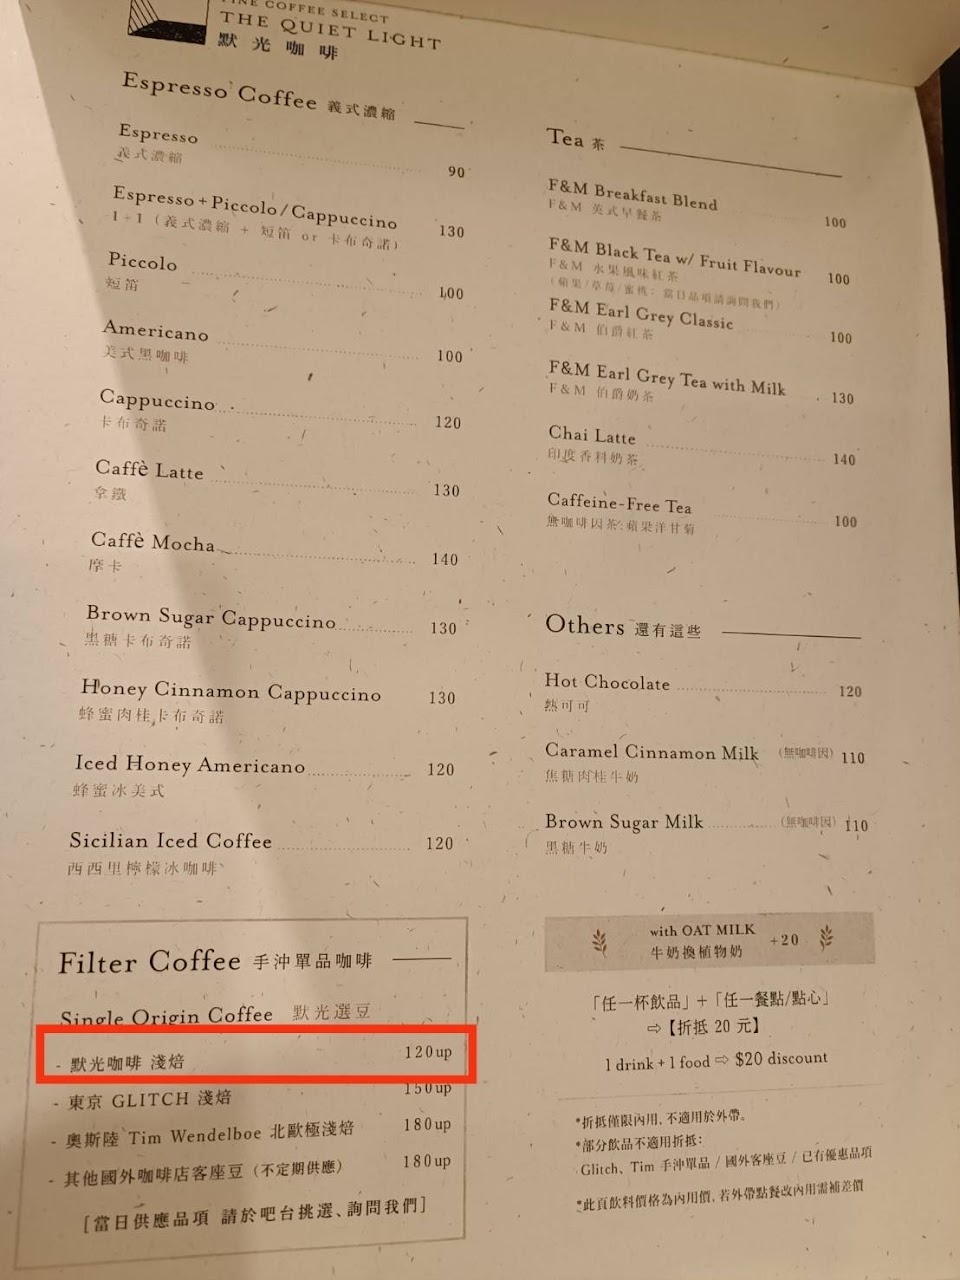 FINE COFFEE SELECT
THE QUIET LIGHT
默光咖啡
Espresso Coffee 義式濃縮
Espresso 90
義式濃縮
Espresso + Piccolo / Cappuccino 130
1 + 1 (義式濃縮 + 短笛 or 卡布奇諾)
Piccolo 100
短笛
Americano 100
美式黑咖啡
Cappuccino 120
卡布奇諾
Caffè Latte 130
拿鐵
Caffè Mocha 140
摩卡
Brown Sugar Cappuccino 130
黑糖卡布奇諾
Honey Cinnamon Cappuccino 130
蜂蜜肉桂卡布奇諾
Iced Honey Americano 120
蜂蜜冰美式
Sicilian Iced Coffee 120
西西里檸檬冰咖啡
Filter Coffee 手沖單品咖啡
Single Origin Coffee 默光選豆
- 默光咖啡 淺焙 120up
- 東京 GLITCH 淺焙 150up
- 奧斯陸 Tim Wendelboe 北歐極淺焙 180up
- 其他國外咖啡店客座豆 (不定期供應) 180up
[當日供應品項 請於吧台挑選、詢問我們]
Tea 茶
F&M Breakfast Blend 100
F&M 英式早餐茶
F&M Black Tea w/ Fruit Flavour 100
F&M 水果風味紅茶
(蘋果/草莓/蜜桃: 當日品項請詢問我們)
F&M Earl Grey Classic 100
F&M 伯爵紅茶
F&M Earl Grey Tea with Milk 130
F&M 伯爵奶茶
Chai Latte 140
印度香料奶茶
Caffeine-Free Tea 100
無咖啡因茶:蘋果洋甘菊
Others 還有這些
Hot Chocolate 120
熱可可
Caramel Cinnamon Milk (無咖啡因) 110
焦糖肉桂牛奶
Brown Sugar Milk (無咖啡因) 110
黑糖牛奶
with OAT MILK
牛奶換植物奶 +20
「任一杯飲品」+「任一餐點/點心」
⇨【折抵 20 元】
1 drink + 1 food ⇨ $20 discount
*折抵僅限內用, 不適用於外帶。
*部分飲品不適用折抵:
Glitch、Tim 手沖單品 / 國外客座豆 / 已有優惠品項
*此頁飲料價格為內用價, 若外帶點餐改內用需補差價